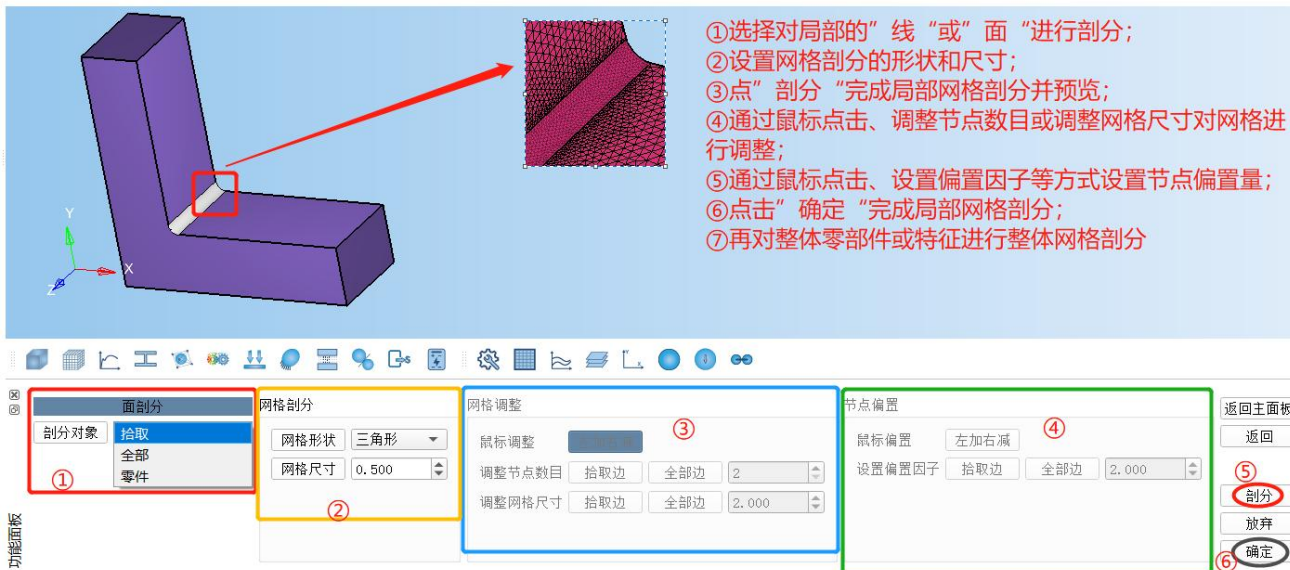 ①选择对局部的”线“或”面“进行剖分；
②设置网格剖分的形状和尺寸；
③点”剖分“完成局部网格剖分并预览；
④通过鼠标点击、调整节点数目或调整网格尺寸对网格进
行调整；
⑤通过鼠标点击、设置偏置因子等方式设置节点偏置量；
⑥点击”确定“完成局部网格剖分；
⑦再对整体零部件或特征进行整体网格剖分
Y
X
Z
面剖分
剖分对象 拾取
全部
零件
①
网格剖分
网格形状 三角形
网格尺寸 0.500
②
网格调整
鼠标调整 左加右减 ③
调整节点数目 拾取边 全部边 2
调整网格尺寸 拾取边 全部边 2.000
节点偏置
鼠标偏置 左加右减 ④
设置偏置因子 拾取边 全部边 2.000
返回主面板
返回
⑤
剖分
放弃
⑥ 确定
功能面板